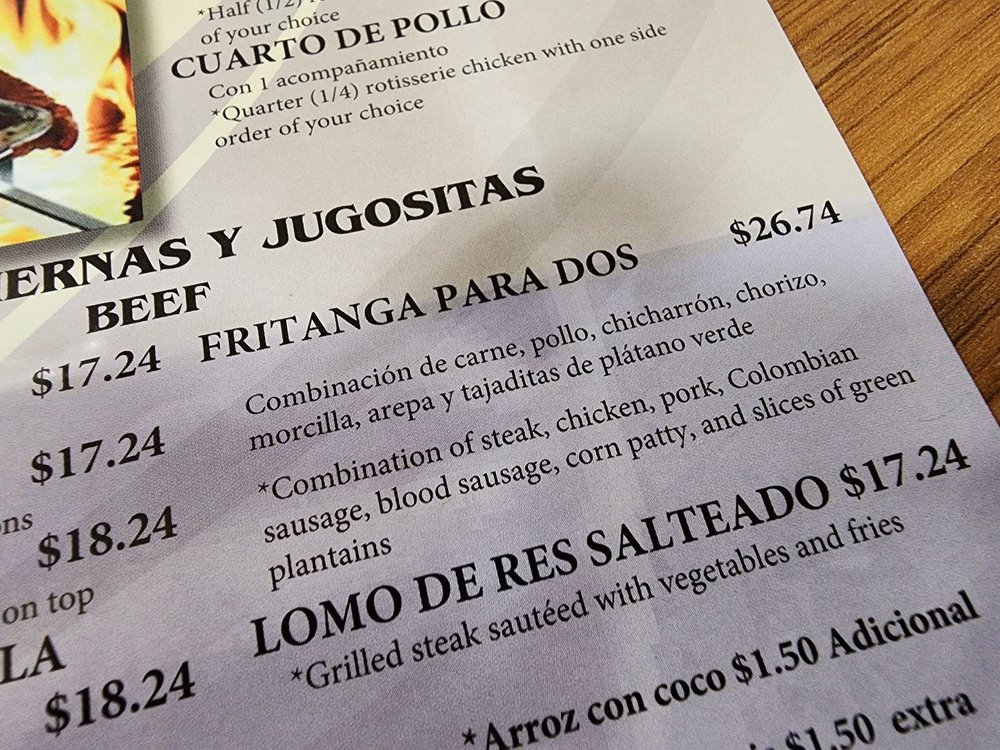 *Half (1/2)
of your choice
CUARTO DE POLLO
Con 1 acompañamiento
*Quarter (1/4) rotisserie chicken with one side
order of your choice
IERNAS Y JUGOSITAS
BEEF
$17.24
$17.24
ns
$18.24
on top
LA
$18.24
FRITANGA PARA DOS $26.74
Combinación de carne, pollo, chicharrón, chorizo,
morcilla, arepa y tajaditas de plátano verde
*Combination of steak, chicken, pork, Colombian
sausage, blood sausage, corn patty, and slices of green
plantains
LOMO DE RES SALTEADO $17.24
*Grilled steak sautéed with vegetables and fries
*Arroz con coco $1.50 Adicional
$1.50 extra